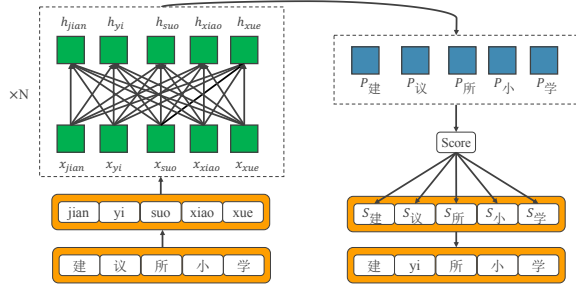 h_jian h_yi h_suo h_xiao h_xue
×N
x_jian x_yi x_suo x_xiao x_xue
jian yi suo xiao xue
建 议 所 小 学
P_建 P_议 P_所 P_小 P_学
Score
S_建 S_议 S_所 S_小 S_学
建 yi 所 小 学